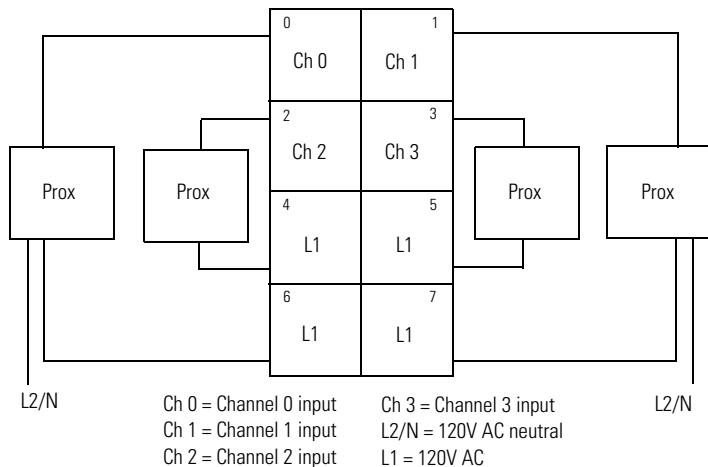 0 1
Ch 0 Ch 1
2 3
Ch 2 Ch 3
Prox Prox Prox Prox
4 5
L1 L1
6 7
L1 L1
L2/N L2/N
Ch 0 = Channel 0 input Ch 3 = Channel 3 input
Ch 1 = Channel 1 input L2/N = 120V AC neutral
Ch 2 = Channel 2 input L1 = 120V AC